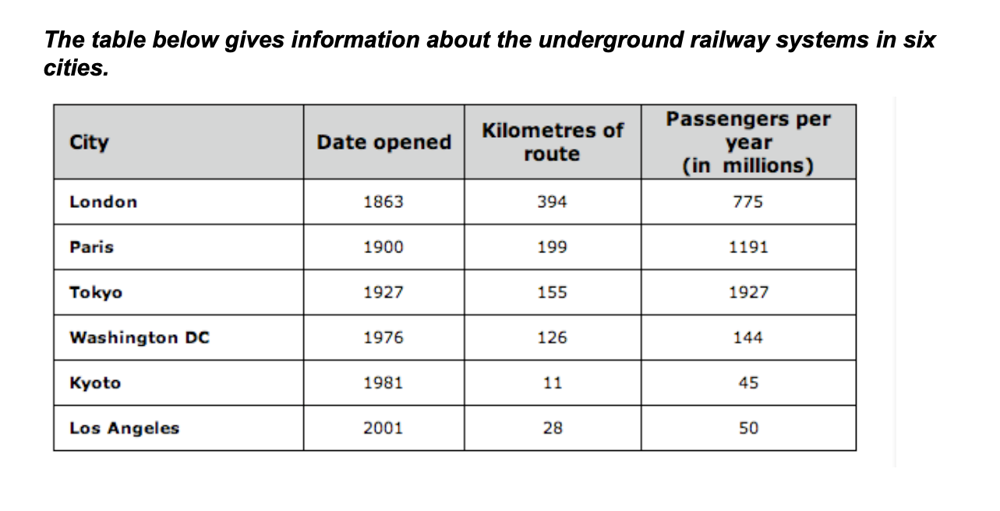 The table below gives information about the underground railway systems in six
cities.
City Date opened Kilometres of route Passengers per year (in millions)
London 1863 394 775
Paris 1900 199 1191
Tokyo 1927 155 1927
Washington DC 1976 126 144
Kyoto 1981 11 45
Los Angeles 2001 28 50